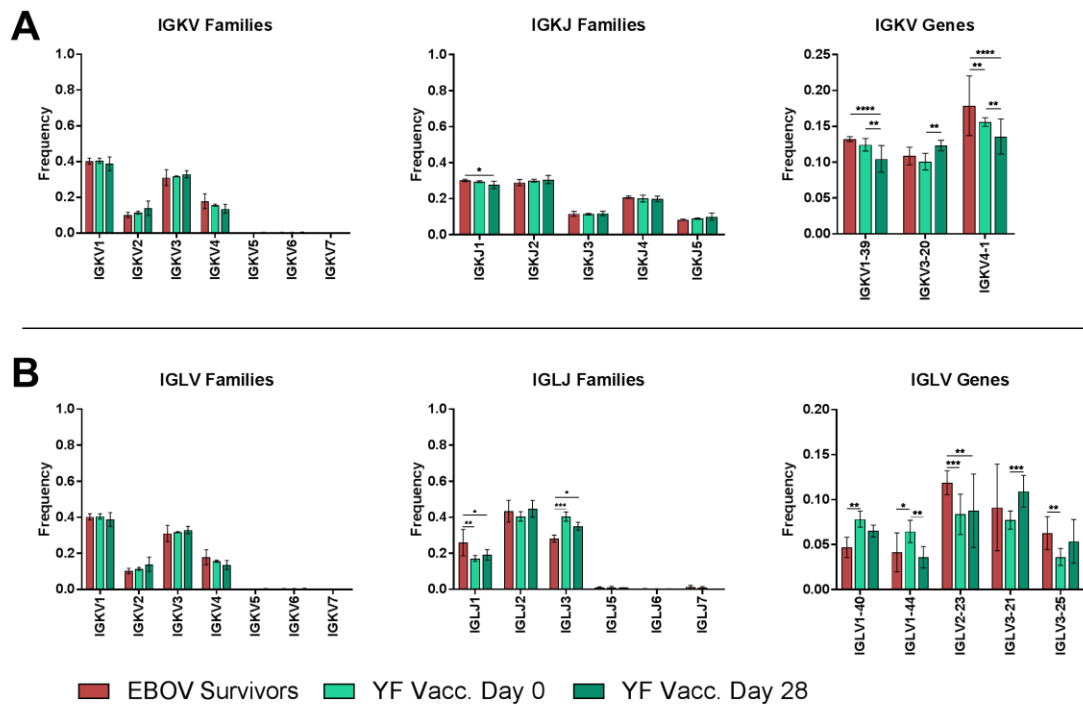 A
IGKV Families
Frequency
1.0
0.8
0.6
0.4
0.2
0.0
IGKV1
IGKV2
IGKV3
IGKV4
IGKV5
IGKV6
IGKV7
IGKJ Families
Frequency
1.0
0.8
0.6
0.4
0.2
0.0
*
IGKJ1
IGKJ2
IGKJ3
IGKJ4
IGKJ5
IGKV Genes
Frequency
0.25
0.20
0.15
0.10
0.05
0.00
****
**
**
****
**
**
IGKV1-39
IGKV3-20
IGKV4-1
B
IGLV Families
Frequency
1.0
0.8
0.6
0.4
0.2
0.0
IGKV1
IGKV2
IGKV3
IGKV4
IGKV5
IGKV6
IGKV7
IGLJ Families
Frequency
1.0
0.8
0.6
0.4
0.2
0.0
*
**
*
***
IGLJ1
IGLJ2
IGLJ3
IGLJ5
IGLJ6
IGLJ7
IGLV Genes
Frequency
0.20
0.15
0.10
0.05
0.00
**
*
**
**
***
***
**
IGLV1-40
IGLV1-44
IGLV2-23
IGLV3-21
IGLV3-25
EBOV Survivors
YF Vacc. Day 0
YF Vacc. Day 28